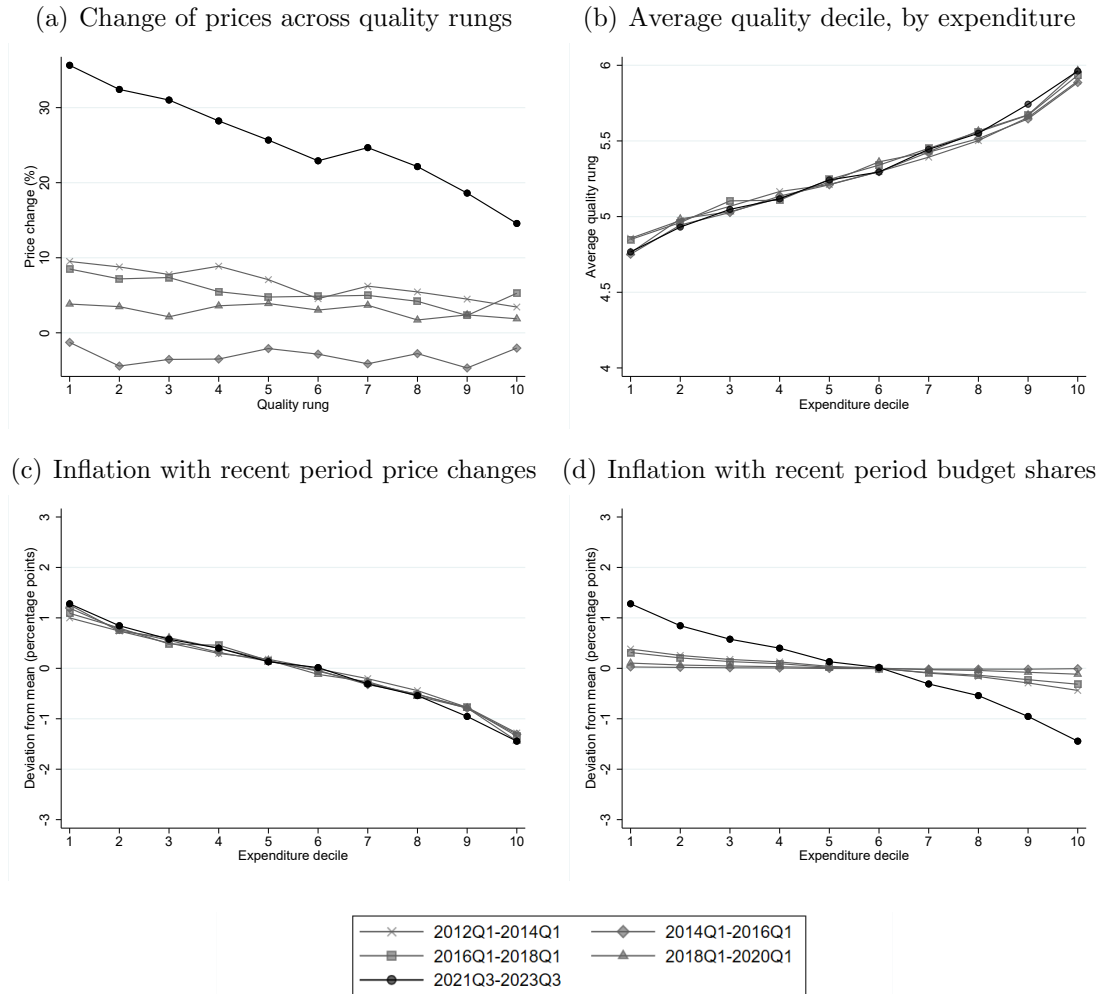 (a) Change of prices across quality rungs
Price change (%)
30
20
10
0
1 2 3 4 5 6 7 8 9 10
Quality rung
(b) Average quality decile, by expenditure
Average quality rung
6
5.5
5
4.5
4
1 2 3 4 5 6 7 8 9 10
Expenditure decile
(c) Inflation with recent period price changes
Deviation from mean (percentage points)
3
2
1
0
-1
-2
-3
1 2 3 4 5 6 7 8 9 10
Expenditure decile
(d) Inflation with recent period budget shares
Deviation from mean (percentage points)
3
2
1
0
-1
-2
-3
1 2 3 4 5 6 7 8 9 10
Expenditure decile
2012Q1-2014Q1 2014Q1-2016Q1
2016Q1-2018Q1 2018Q1-2020Q1
2021Q3-2023Q3